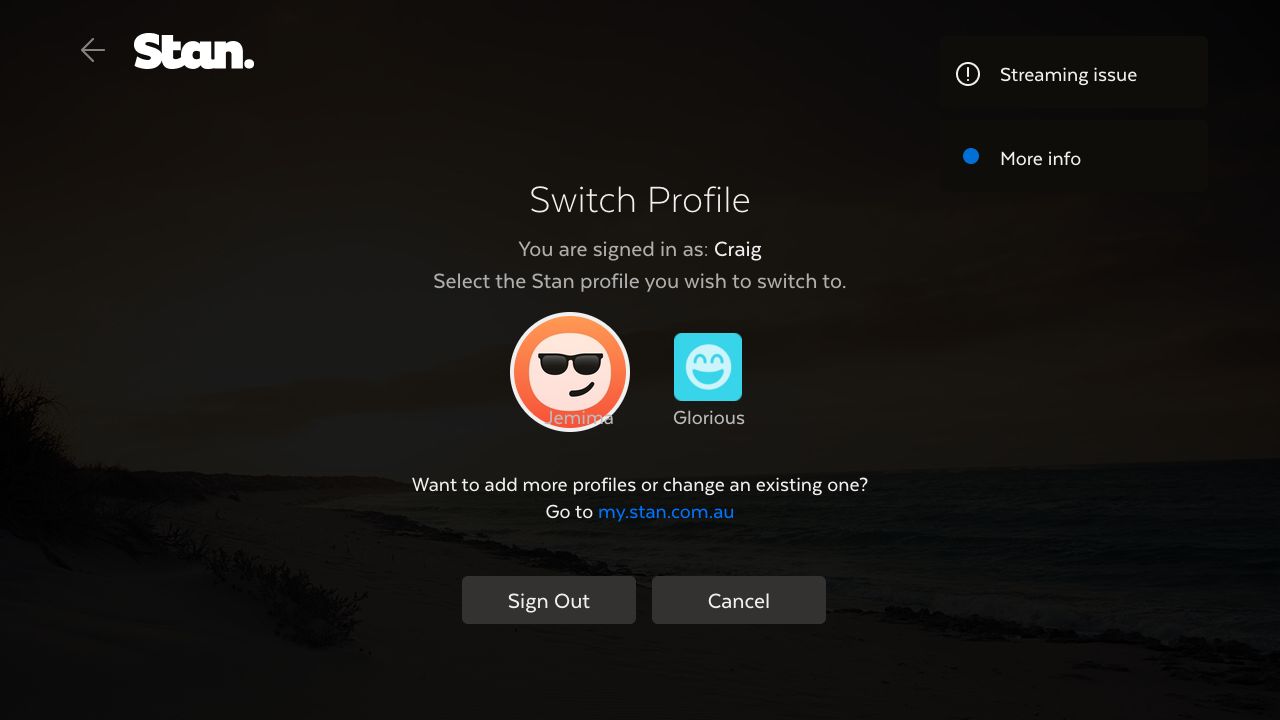 Stan.
Streaming issue
More info
Switch Profile
You are signed in as: Craig
Select the Stan profile you wish to switch to.
Jemima
Glorious
Want to add more profiles or change an existing one?
Go to my.stan.com.au
Sign Out
Cancel